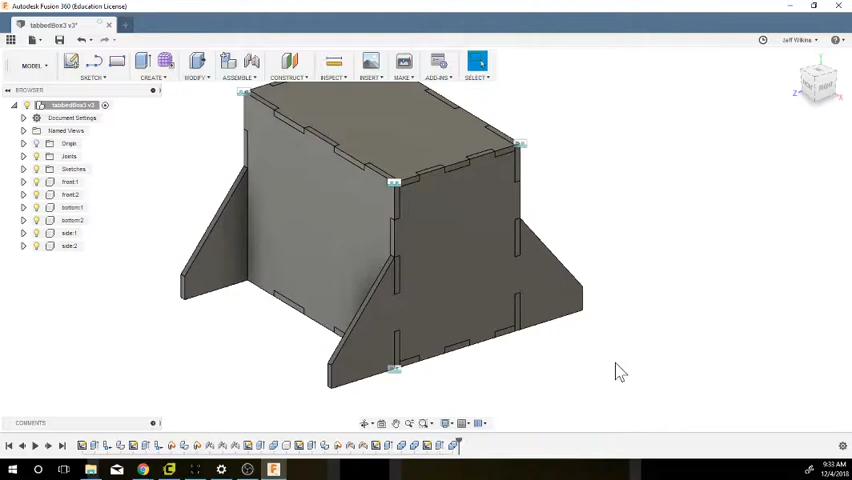 Autodesk Fusion 360 (Education License)
tabbedBox3 v3*
Jeff Wilkins
MODEL
SKETCH
CREATE
MODIFY
ASSEMBLE
CONSTRUCT
INSPECT
INSERT
MAKE
ADD-INS
SELECT
BROWSER
tabbedBox3 v3
Document Settings
Named Views
Origin
Joints
Sketches
front:1
front:2
bottom:1
bottom:2
side:1
side:2
RIGHT
Z
X
COMMENTS
9:33 AM
12/4/2018